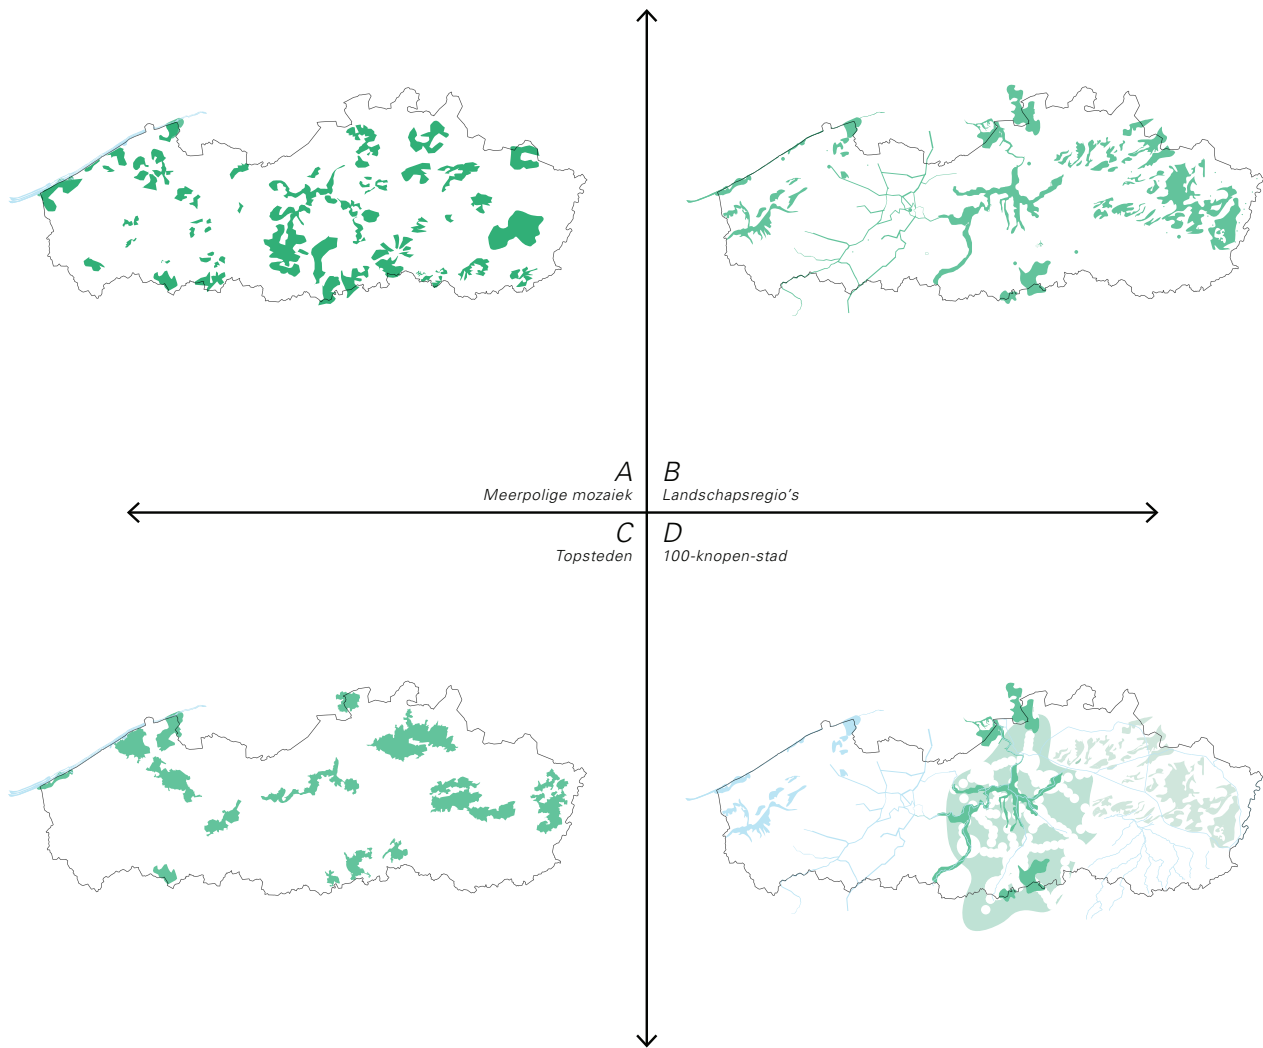 A
Meerpolige mozaiek
B
Landschapsregio's
C
Topsteden
D
100-knopen-stad